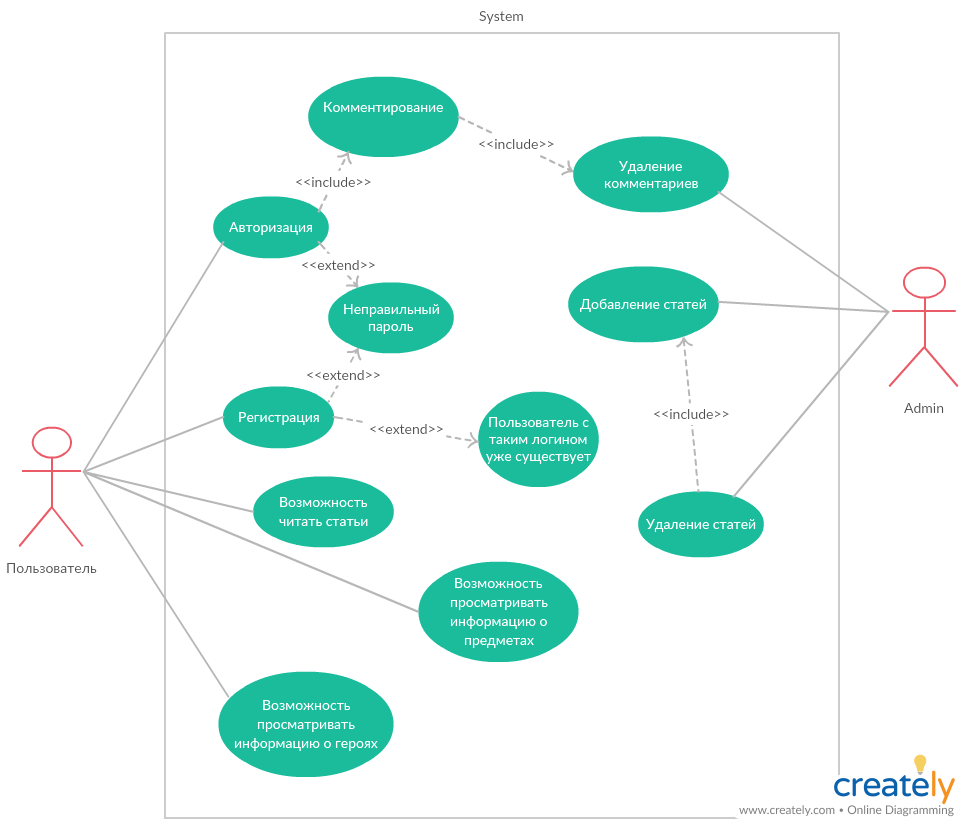 System
Комментирование
<<include>>
Удаление
комментариев
<<include>>
Авторизация
<<extend>>
Неправильный
пароль
Добавление статей
<<extend>>
Регистрация
<<extend>>
Пользователь с
таким логином
уже существует
<<include>>
Admin
Возможность
читать статьи
Удаление статей
Пользователь
Возможность
просматривать
информацию о
предметах
Возможность
просматривать
информацию о героях
creately
www.creately.com • Online Diagramming